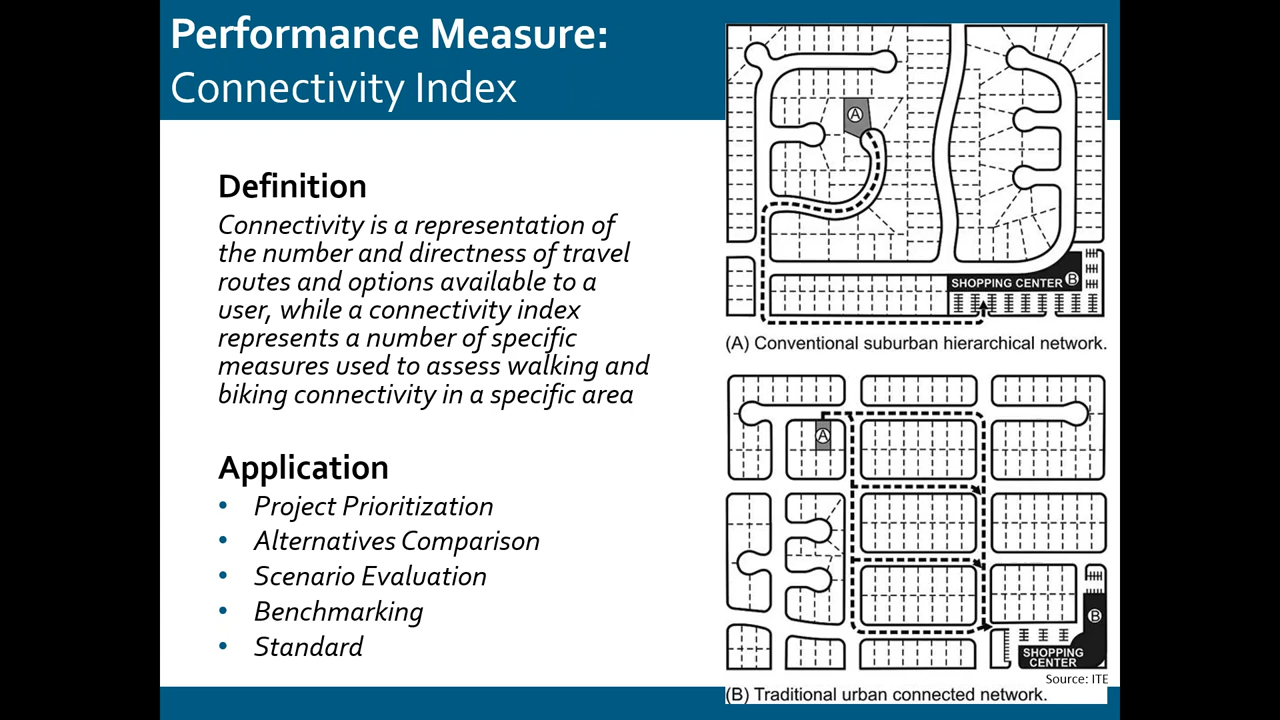 Performance Measure:
Connectivity Index
Definition
Connectivity is a representation of
the number and directness of travel
routes and options available to a
user, while a connectivity index
represents a number of specific
measures used to assess walking and
biking connectivity in a specific area
Application
• Project Prioritization
• Alternatives Comparison
• Scenario Evaluation
• Benchmarking
• Standard
A
SHOPPING CENTER B
(A) Conventional suburban hierarchical network.
A
B
SHOPPING
CENTER
Source: ITE
(B) Traditional urban connected network.